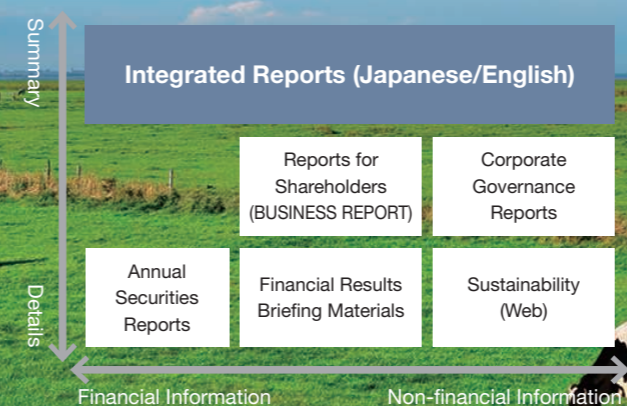 Summary
Integrated Reports (Japanese/English)
Reports for
Shareholders
(BUSINESS REPORT)
Corporate
Governance
Reports
Annual
Securities
Reports
Financial Results
Briefing Materials
Sustainability
(Web)
Details
Financial Information
Non-financial Information